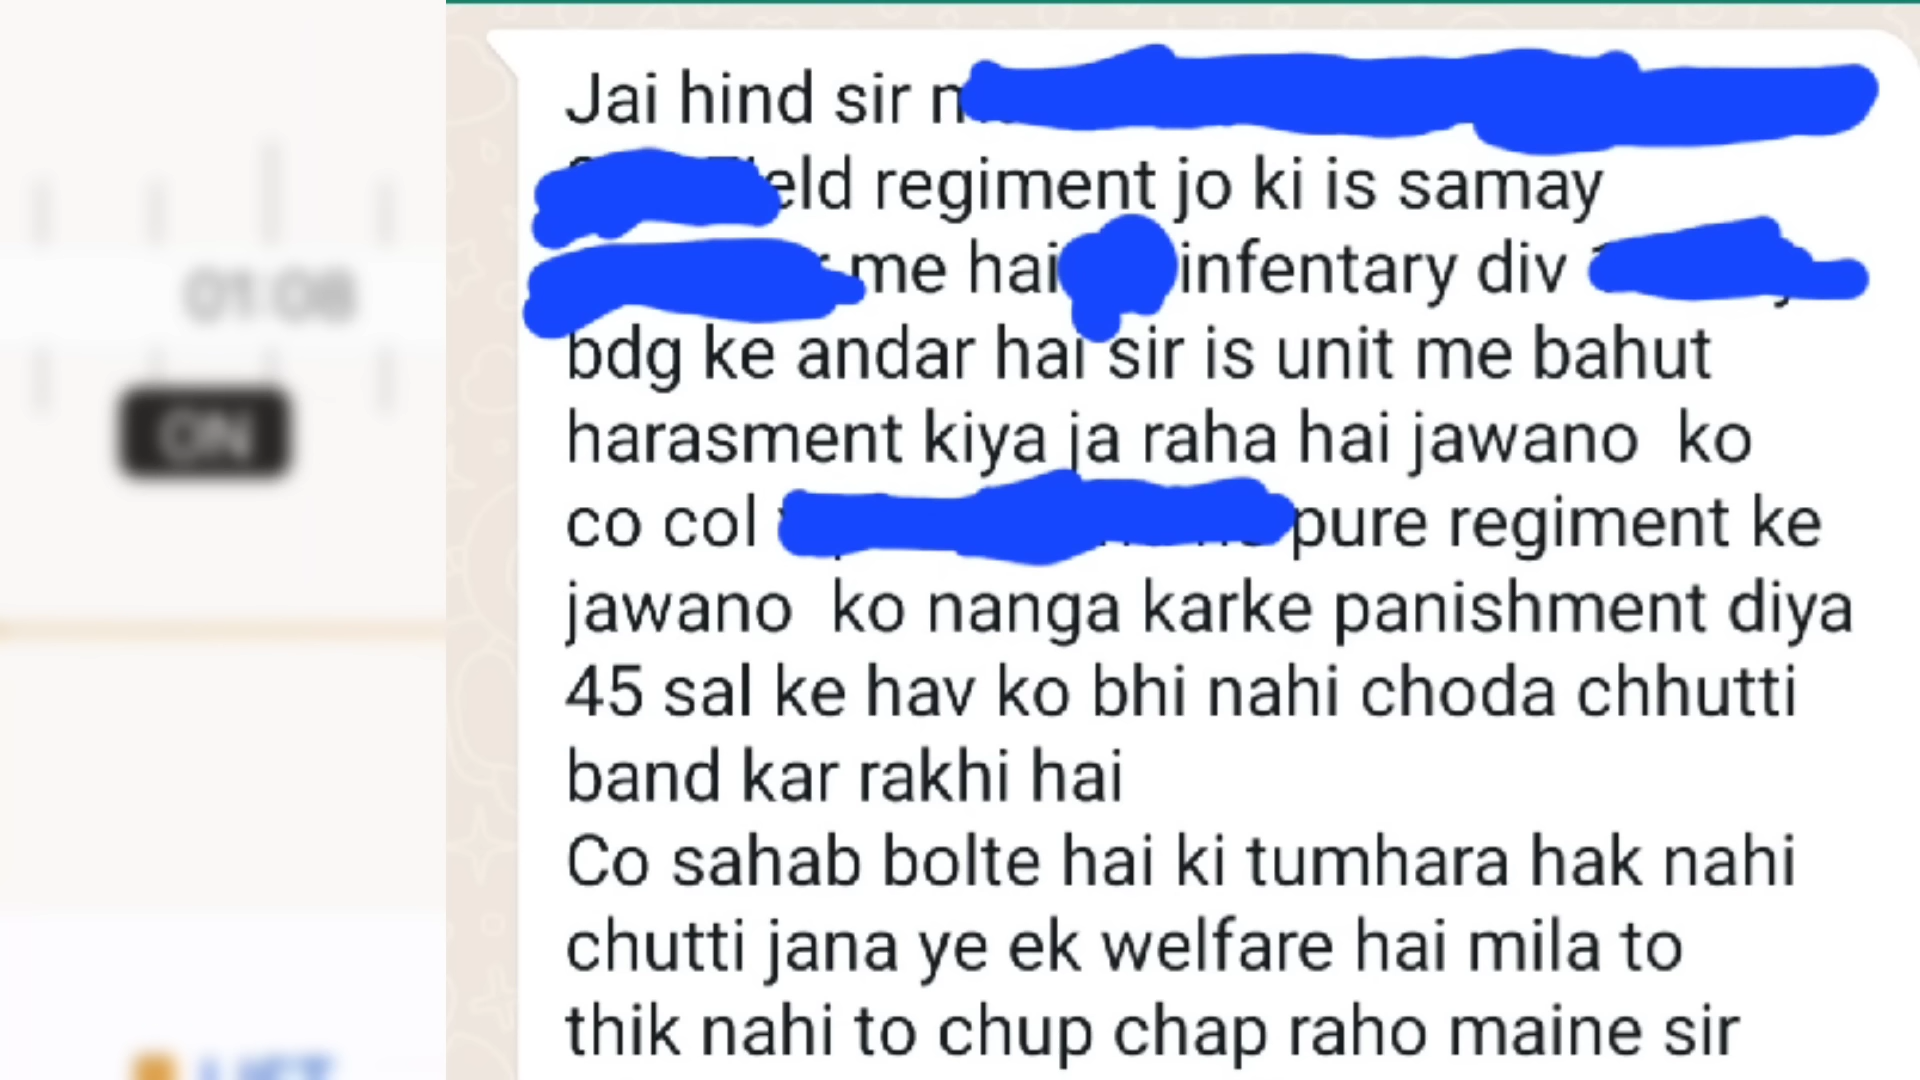 01:08
ON
LIFT
Jai hind sir
regiment jo ki is samay
me hai infentary div
bdg ke andar hai sir is unit me bahut
harasment kiya ja raha hai jawano ko
co col pure regiment ke
jawano ko nanga karke panishment diya
45 sal ke hav ko bhi nahi choda chhutti
band kar rakhi hai
Co sahab bolte hai ki tumhara hak nahi
chutti jana ye ek welfare hai mila to
thik nahi to chup chap raho maine sir